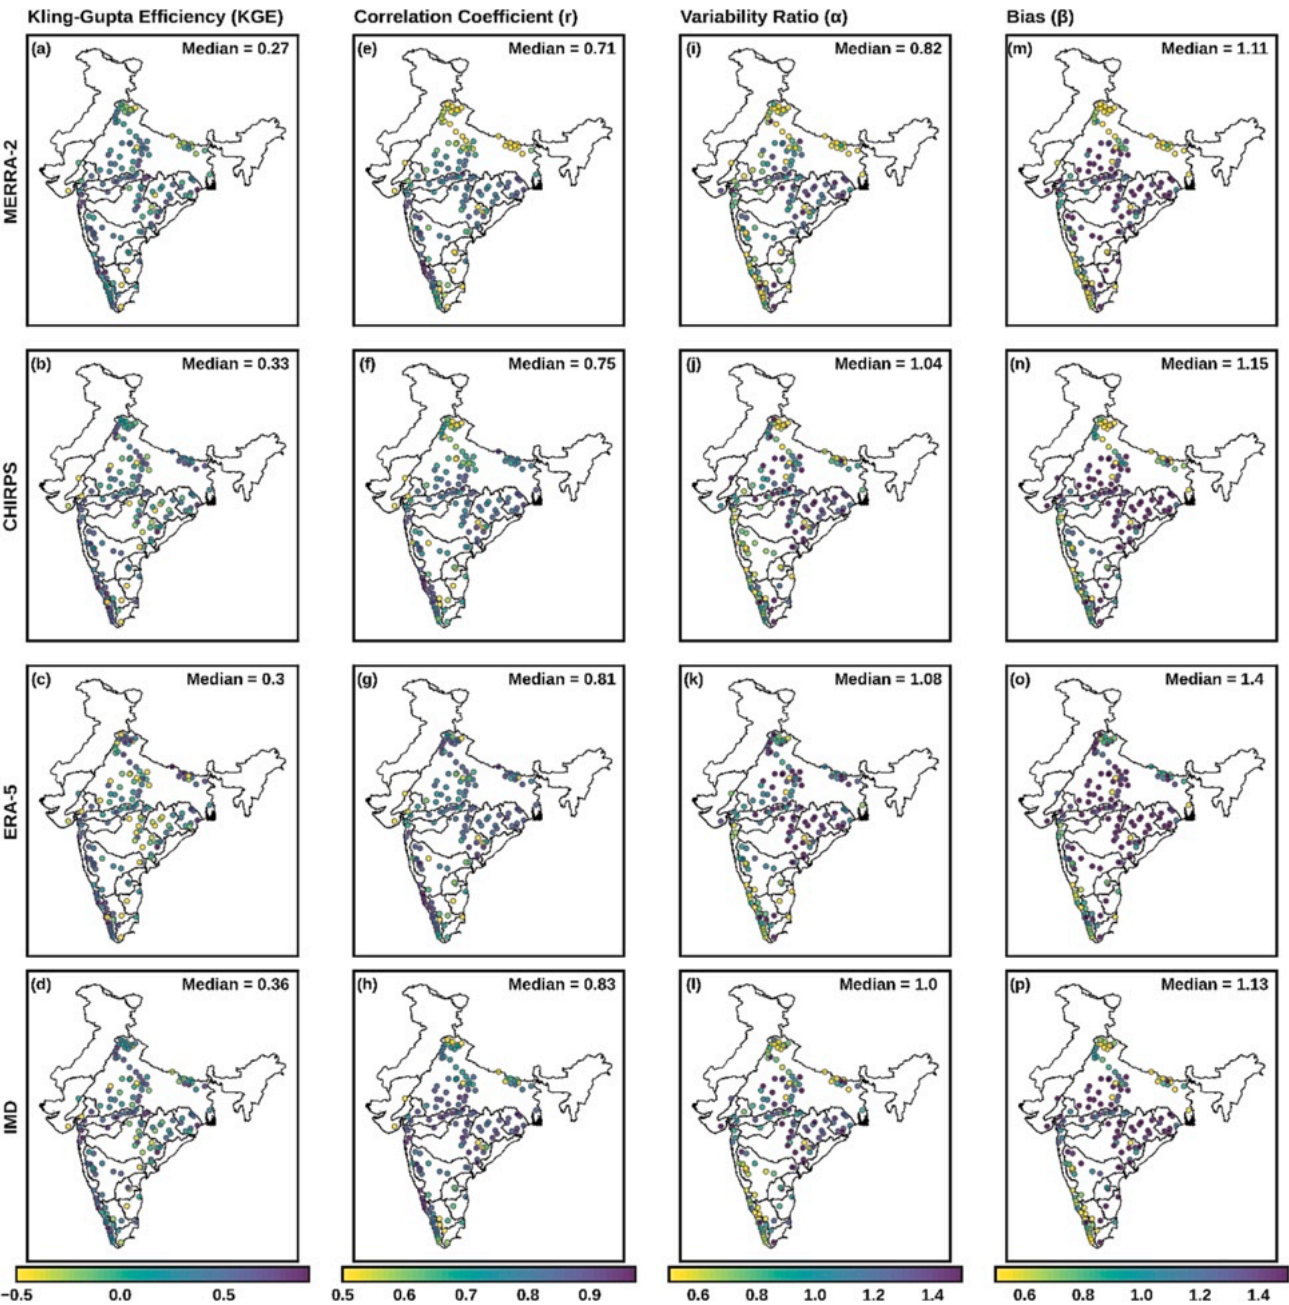 Kling-Gupta Efficiency (KGE) Correlation Coefficient (r) Variability Ratio (α) Bias (β)
(a) Median = 0.27 (e) Median = 0.71 (i) Median = 0.82 (m) Median = 1.11
MERRA-2
(b) Median = 0.33 (f) Median = 0.75 (j) Median = 1.04 (n) Median = 1.15
CHIRPS
(c) Median = 0.3 (g) Median = 0.81 (k) Median = 1.08 (o) Median = 1.4
ERA-5
(d) Median = 0.36 (h) Median = 0.83 (l) Median = 1.0 (p) Median = 1.13
IMD
−0.5 0.0 0.5 0.5 0.6 0.7 0.8 0.9 0.6 0.8 1.0 1.2 1.4 0.6 0.8 1.0 1.2 1.4